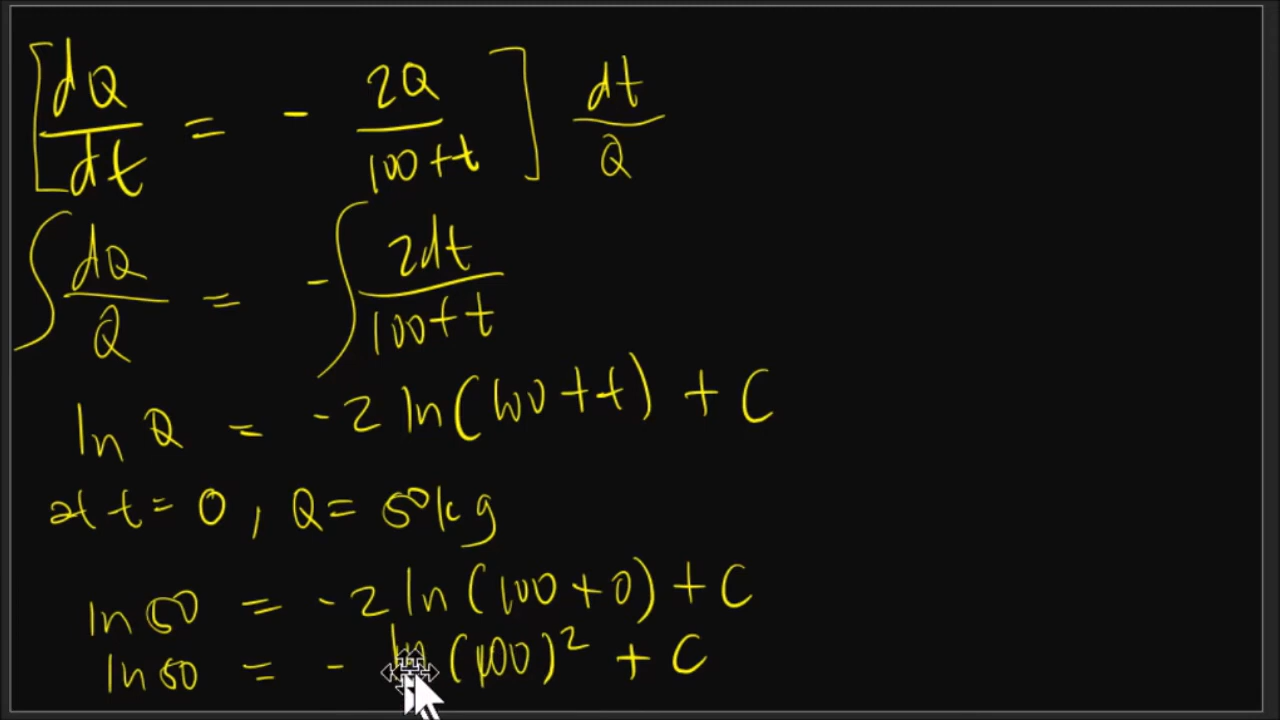 [dQ/dt = - 2Q/(100+t)] dt/Q
∫ dQ/Q = - ∫ 2dt/(100+t)
ln Q = -2 ln(100+t) + C
at t = 0, Q = 50kg
ln 50 = -2 ln(100+0) + C
ln 50 = - ln(100)² + C